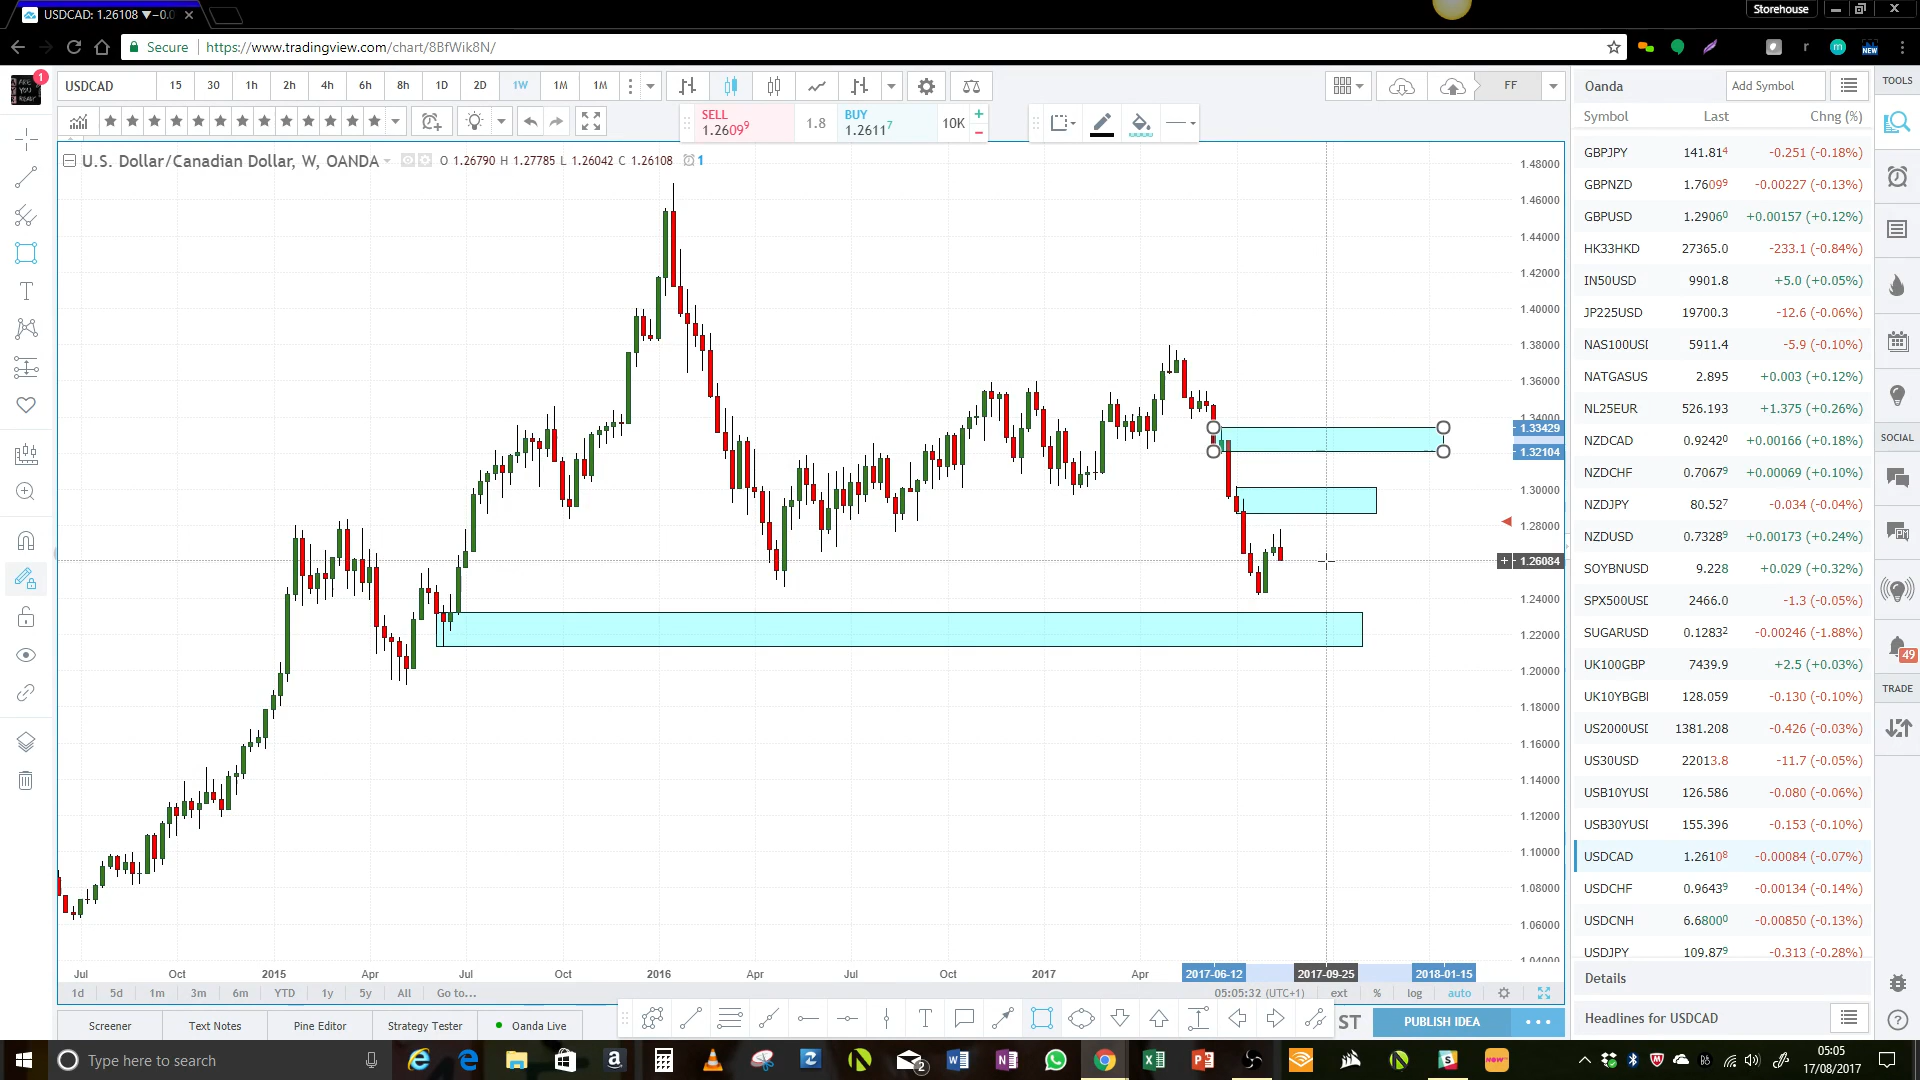 USDCAD: 1.26108 ▼−0.0
Storehouse
Secure https://www.tradingview.com/chart/8BfWik8N/
USDCAD 15 30 1h 2h 4h 6h 8h 1D 2D 1W 1M 1M FF
SELL 1.26099 1.8 BUY 1.26117 10K
U.S. Dollar/Canadian Dollar, W, OANDA O 1.26790 H 1.27785 L 1.26042 C 1.26108 1
1.48000
1.46000
1.44000
1.42000
1.40000
1.38000
1.36000
1.34000
1.33429
1.32104
1.30000
1.28000
1.26084
1.24000
1.22000
1.20000
1.18000
1.16000
1.14000
1.12000
1.10000
1.08000
1.06000
Jul Oct 2015 Apr Jul Oct 2016 Apr Jul Oct 2017 Apr 2017-06-12 2017-09-25 2018-01-15
1d 5d 1m 3m 6m YTD 1y 5y All Go to... 05:05:32 (UTC+1) ext % log auto
Screener Text Notes Pine Editor Strategy Tester Oanda Live ST PUBLISH IDEA
Oanda Add Symbol
Symbol Last Chng (%)
GBPJPY 141.814 -0.251 (-0.18%)
GBPNZD 1.76099 -0.00227 (-0.13%)
GBPUSD 1.29060 +0.00157 (+0.12%)
HK33HKD 27365.0 -233.1 (-0.84%)
IN50USD 9901.8 +5.0 (+0.05%)
JP225USD 19700.3 -12.6 (-0.06%)
NAS100USD 5911.4 -5.9 (-0.10%)
NATGASUS 2.895 +0.003 (+0.12%)
NL25EUR 526.193 +1.375 (+0.26%)
NZDCAD 0.92420 +0.00166 (+0.18%)
NZDCHF 0.70679 +0.00069 (+0.10%)
NZDJPY 80.527 -0.034 (-0.04%)
NZDUSD 0.73289 +0.00173 (+0.24%)
SOYBNUSD 9.228 +0.029 (+0.32%)
SPX500USD 2466.0 -1.3 (-0.05%)
SUGARUSD 0.12832 -0.00246 (-1.88%)
UK100GBP 7439.9 +2.5 (+0.03%)
UK10YBGBI 128.059 -0.130 (-0.10%)
US2000USD 1381.208 -0.426 (-0.03%)
US30USD 22013.8 -11.7 (-0.05%)
USB10YUSD 126.586 -0.080 (-0.06%)
USB30YUSD 155.396 -0.153 (-0.10%)
USDCAD 1.26108 -0.00084 (-0.07%)
USDCHF 0.96439 -0.00134 (-0.14%)
USDCNH 6.68000 -0.00850 (-0.13%)
USDJPY 109.879 -0.313 (-0.28%)
Details
Headlines for USDCAD
TOOLS
SOCIAL
49
TRADE
Type here to search
05:05
17/08/2017